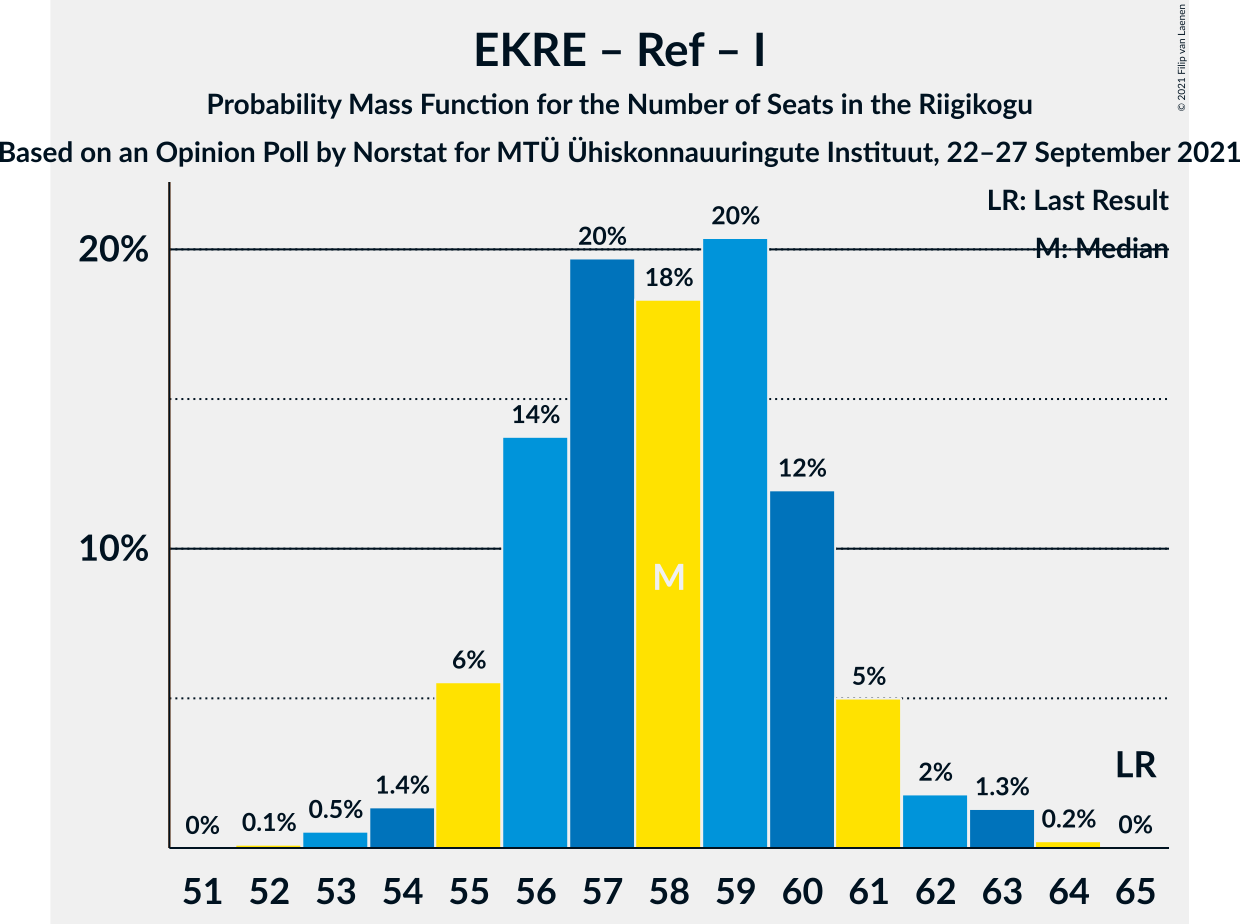 EKRE – Ref – I
Probability Mass Function for the Number of Seats in the Riigikogu
Based on an Opinion Poll by Norstat for MTÜ Ühiskonnauuringute Instituut, 22–27 September 2021
© 2021 Filip van Laenen
LR: Last Result
M: Median
20%
10%
0%
0.1%
0.5%
1.4%
6%
14%
20%
18%
20%
12%
5%
2%
1.3%
0.2%
0%
M
LR
51 52 53 54 55 56 57 58 59 60 61 62 63 64 65